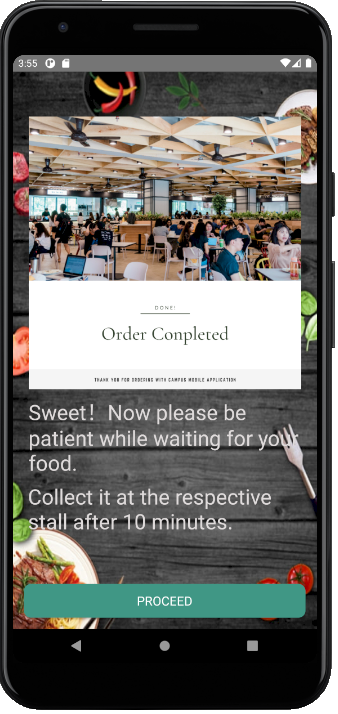 3:55
DONE!
Order Conpleted
THANK YOU FOR ORDERING WITH CAMPUS MOBILE APPLICATION
Sweet！ Now please be
patient while waiting for your
food.
Collect it at the respective
stall after 10 minutes.
PROCEED